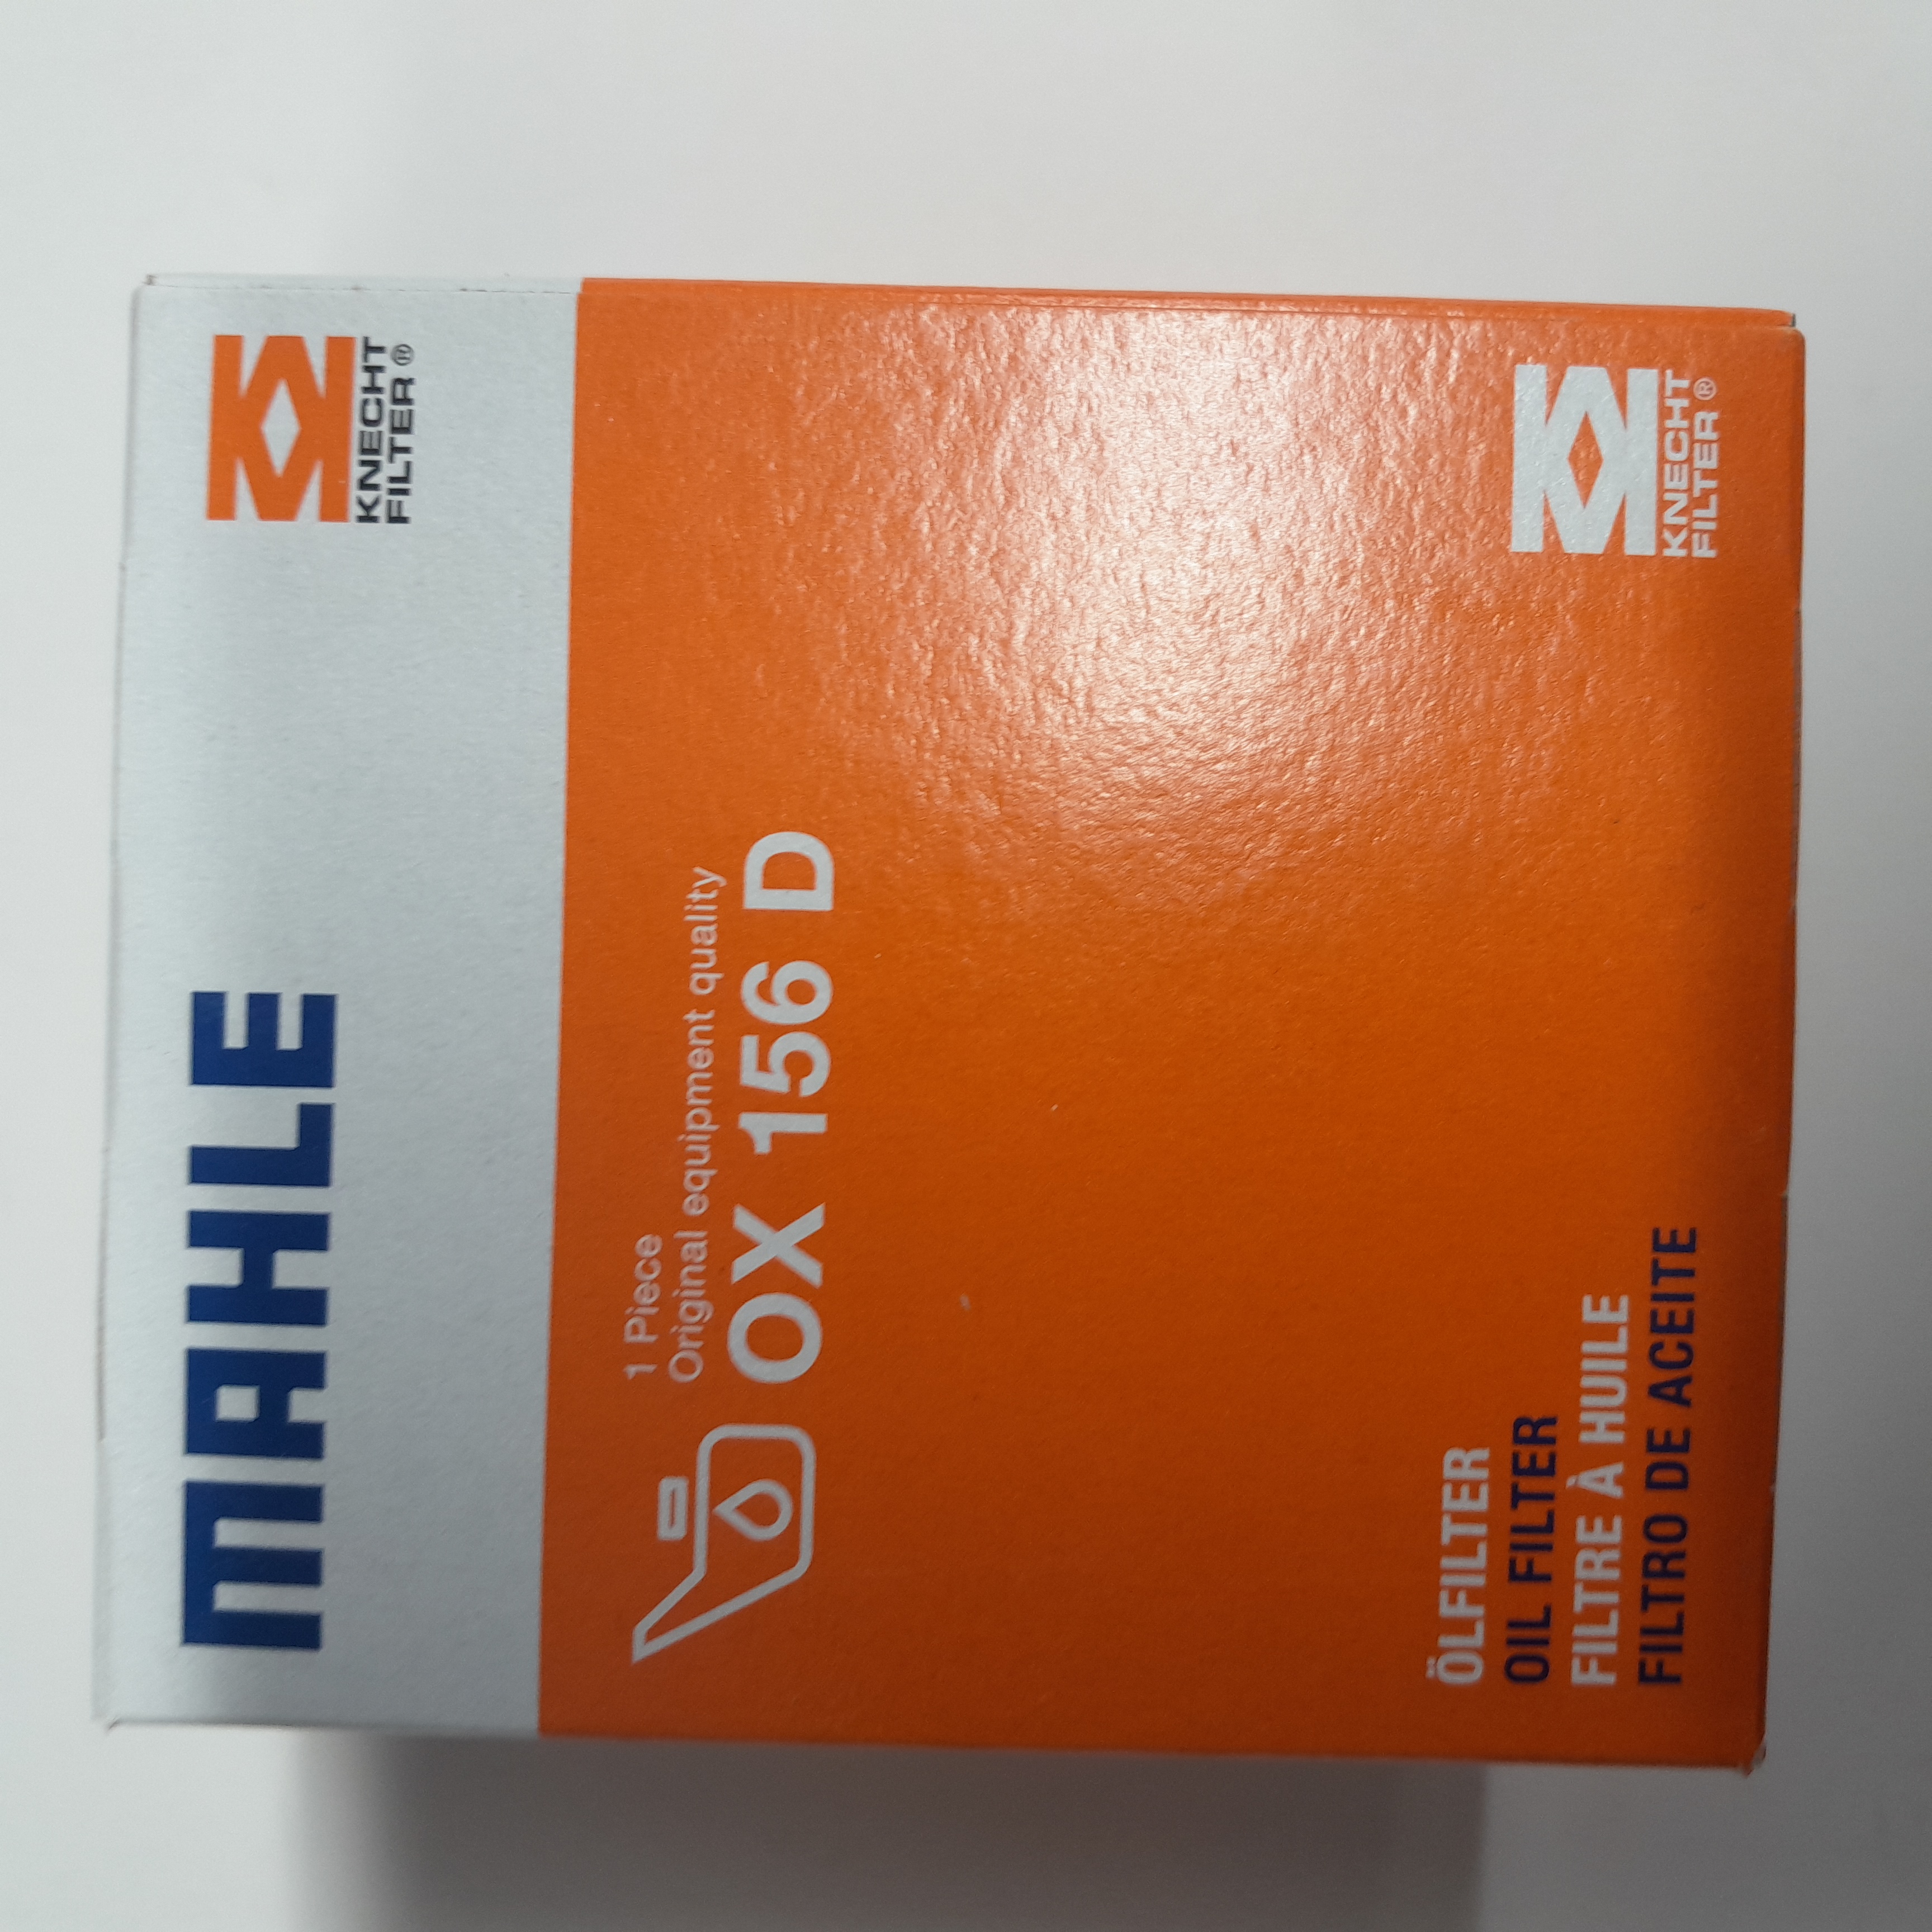 MAHLE
KNECHT
FILTER®
1 Piece
Original equipment quality
OX 156 D
ÖLFILTER
OIL FILTER
FILTRE À HUILE
FILTRO DE ACEITE
KNECHT
FILTER®